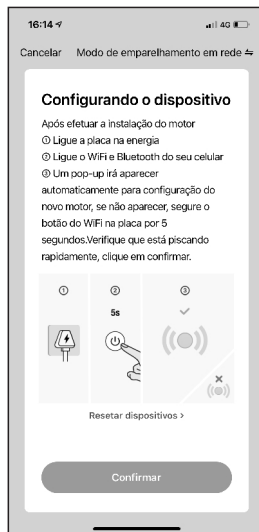 16:14
4G
Cancelar Modo de emparelhamento em rede
Configurando o dispositivo
Após efetuar a instalação do motor
① Ligue a placa na energia
② Ligue o WiFi e Bluetooth do seu celular
③ Um pop-up irá aparecer
automaticamente para configuração do
novo motor, se não aparecer, segure o
botão do WiFi na placa por 5
segundos.Verifique que está piscando
rapidamente, clique em confirmar.
① ② ③
5s
Resetar dispositivos >
Confirmar